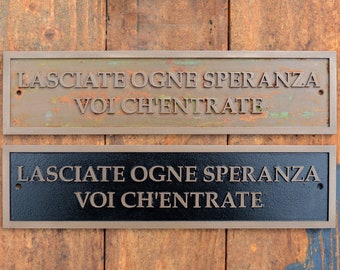 LASCIATE OGNE SPERANZA
VOI CH'ENTRATE
LASCIATE OGNE SPERANZA
VOI CH'ENTRATE